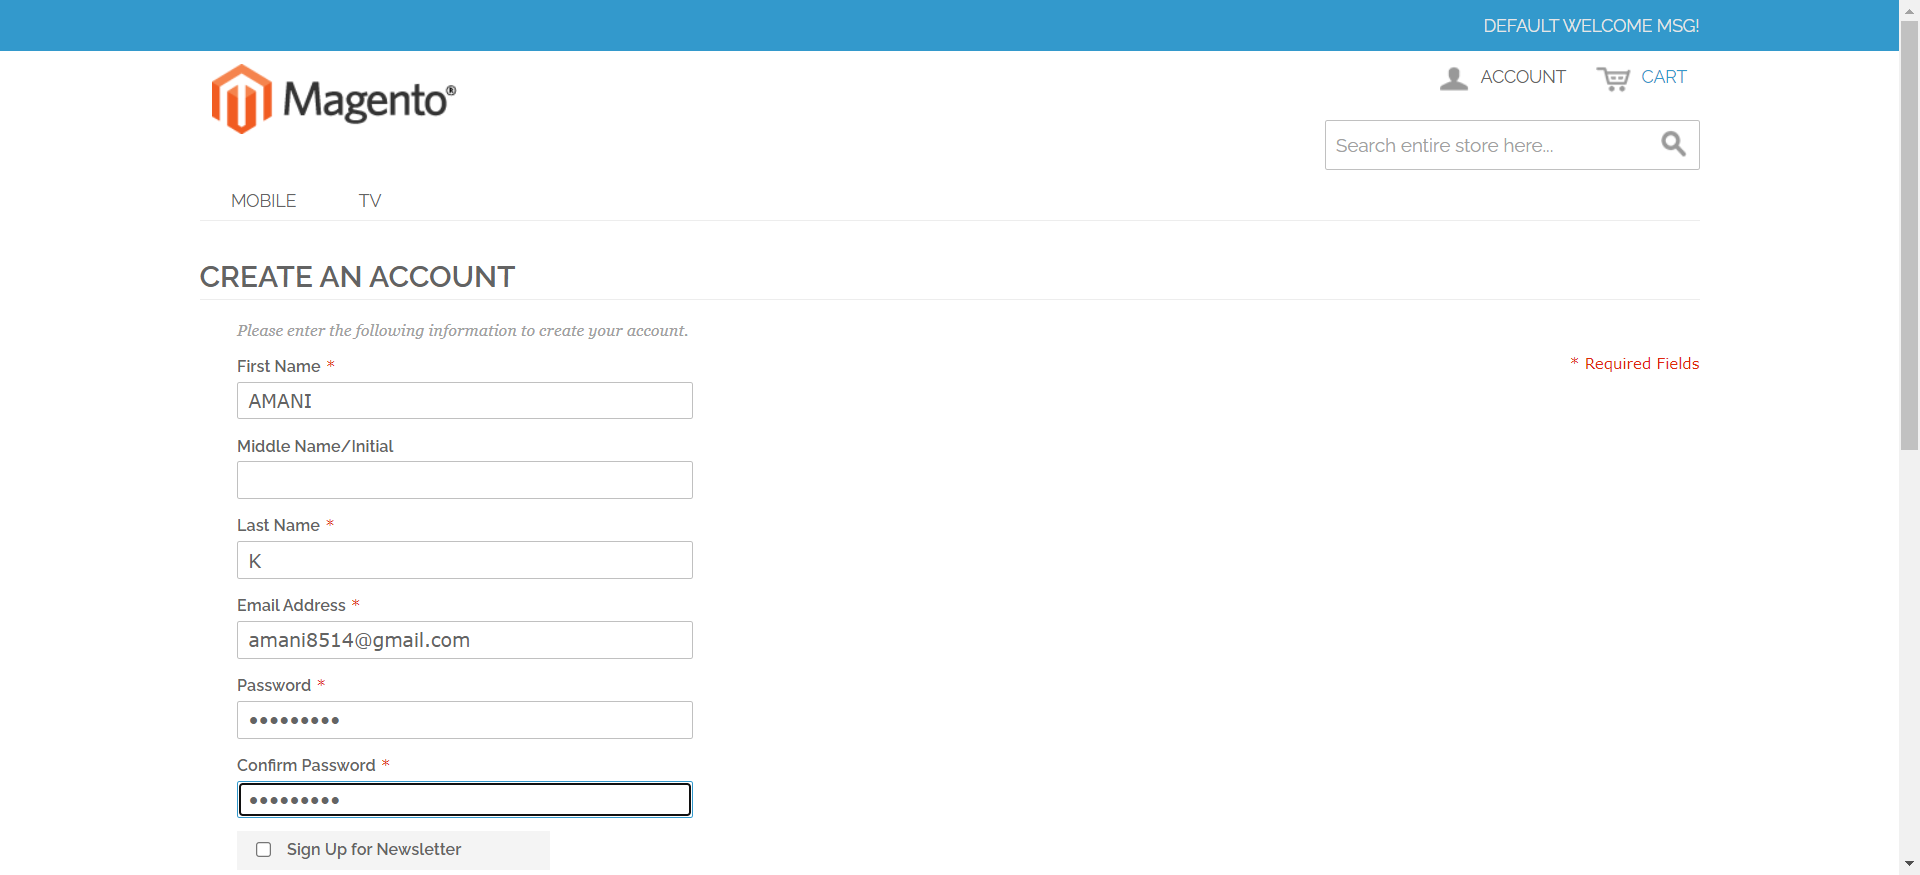 DEFAULT WELCOME MSG!
Magento®
ACCOUNT
CART
Search entire store here...
MOBILE
TV
CREATE AN ACCOUNT
Please enter the following information to create your account.
First Name *
* Required Fields
AMANI
Middle Name/Initial
Last Name *
K
Email Address *
amani8514@gmail.com
Password *
•••••••••
Confirm Password *
•••••••••
Sign Up for Newsletter